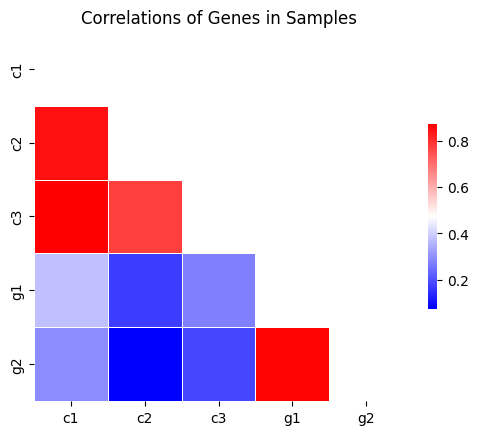 Correlations of Genes in Samples
c1
c2
c3
g1
g2
c1 c2 c3 g1 g2
0.8
0.6
0.4
0.2